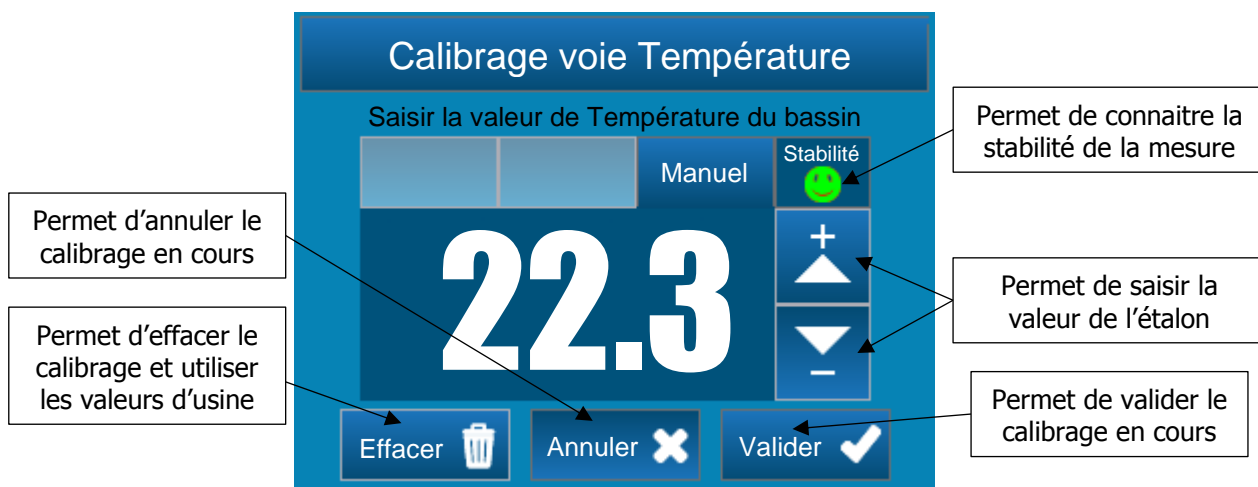 Calibrage voie Température
Saisir la valeur de Température du bassin
Manuel
Stabilité
22.3
+
−
Effacer
Annuler
Valider
Permet d’annuler le
calibrage en cours
Permet d’effacer le
calibrage et utiliser
les valeurs d’usine
Permet de connaitre la
stabilité de la mesure
Permet de saisir la
valeur de l’étalon
Permet de valider le
calibrage en cours